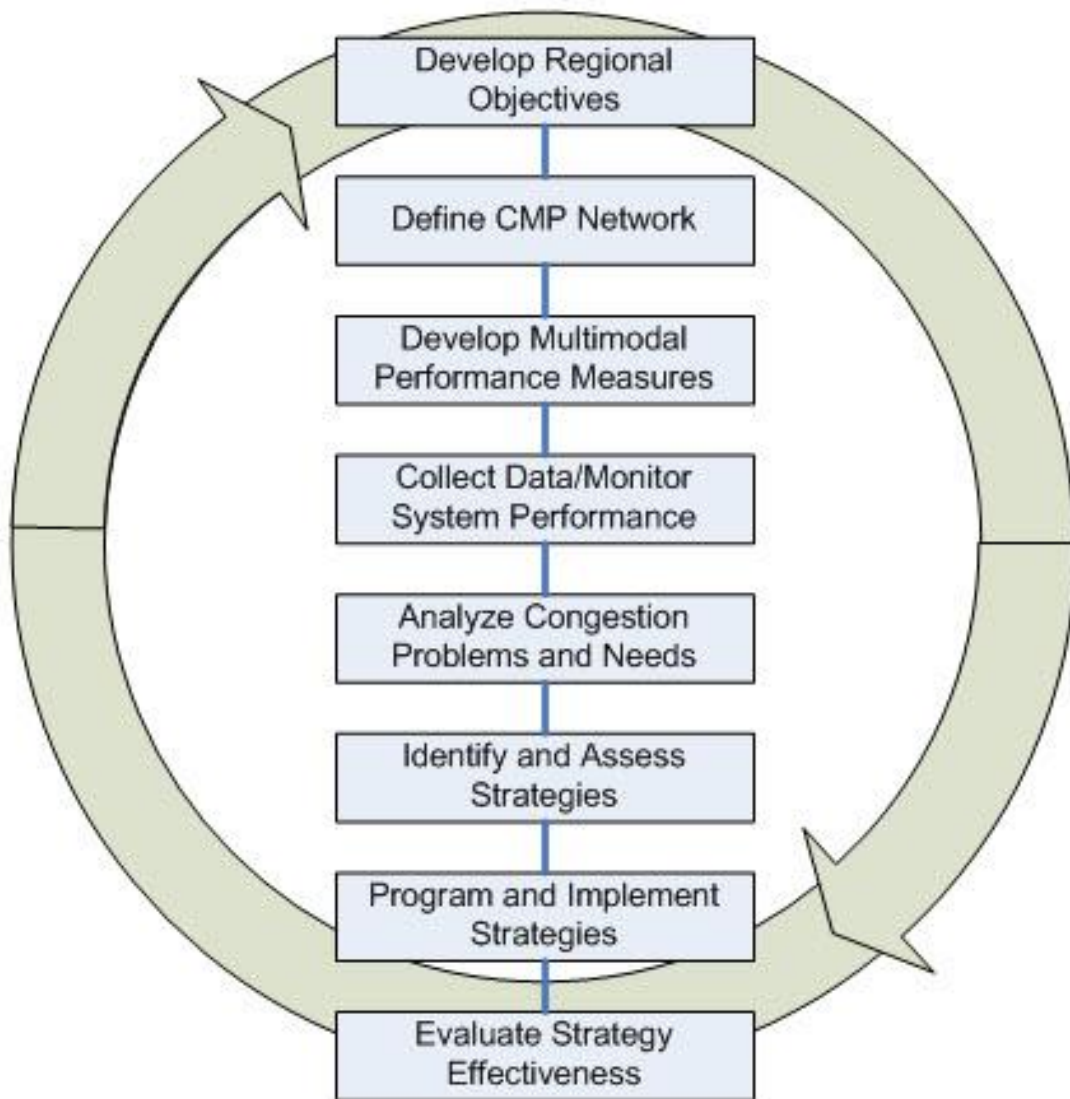 Develop Regional
Objectives
Define CMP Network
Develop Multimodal
Performance Measures
Collect Data/Monitor
System Performance
Analyze Congestion
Problems and Needs
Identify and Assess
Strategies
Program and Implement
Strategies
Evaluate Strategy
Effectiveness